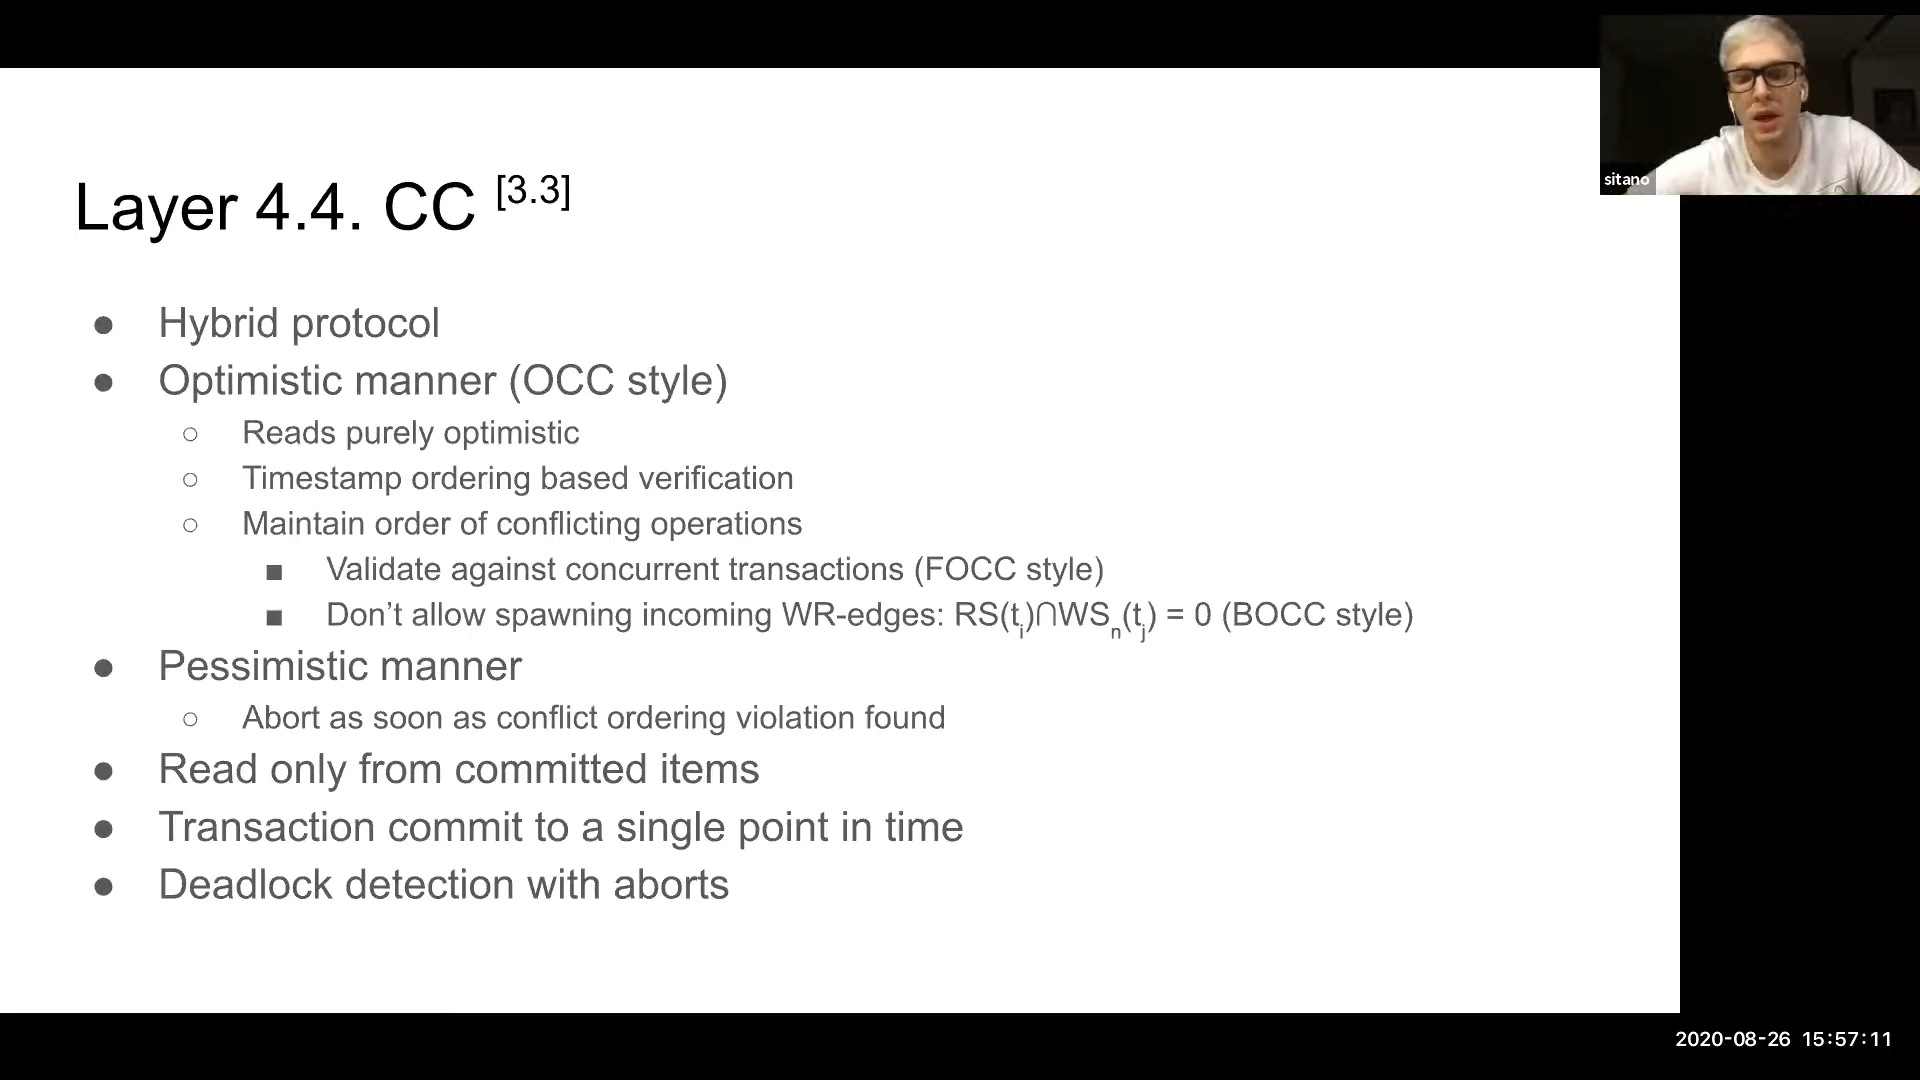 sitano
Layer 4.4. CC [3.3]
● Hybrid protocol
● Optimistic manner (OCC style)
○ Reads purely optimistic
○ Timestamp ordering based verification
○ Maintain order of conflicting operations
■ Validate against concurrent transactions (FOCC style)
■ Don’t allow spawning incoming WR-edges: RS(ti)∩WSn(tj) = 0 (BOCC style)
● Pessimistic manner
○ Abort as soon as conflict ordering violation found
● Read only from committed items
● Transaction commit to a single point in time
● Deadlock detection with aborts
2020-08-26 15:57:11